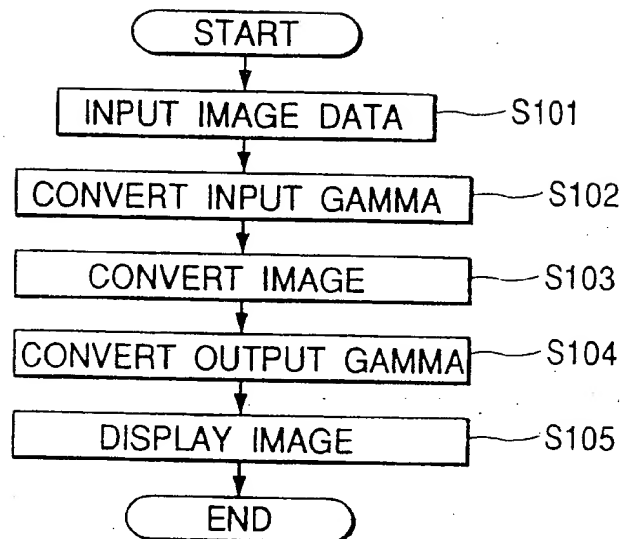 START
INPUT IMAGE DATA S101
CONVERT INPUT GAMMA S102
CONVERT IMAGE S103
CONVERT OUTPUT GAMMA S104
DISPLAY IMAGE S105
END